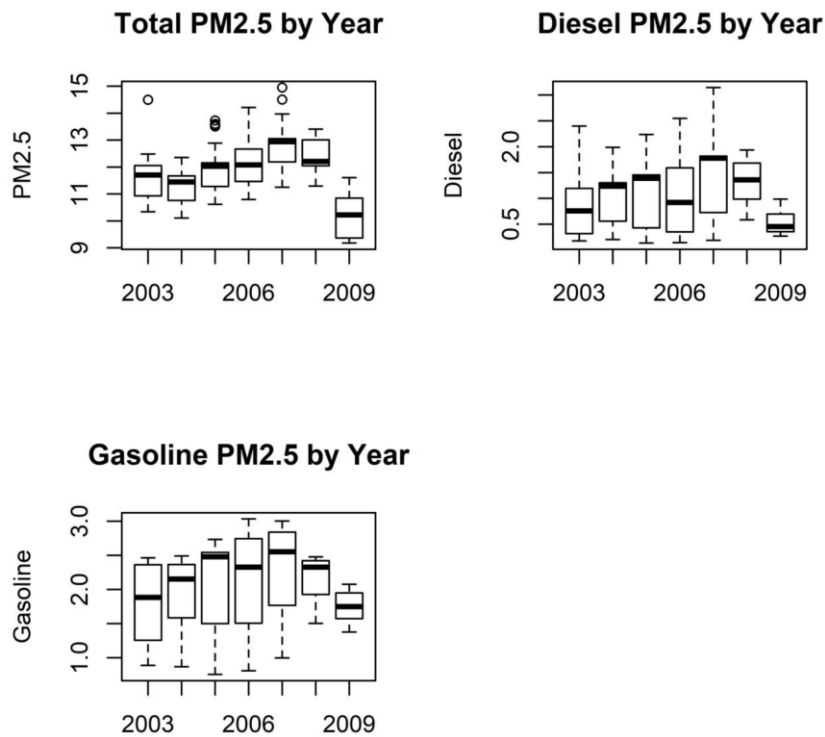 Total PM2.5 by Year
PM2.5
15
13
11
9
2003 2006 2009
Diesel PM2.5 by Year
Diesel
2.0
0.5
2003 2006 2009
Gasoline PM2.5 by Year
Gasoline
3.0
2.0
1.0
2003 2006 2009